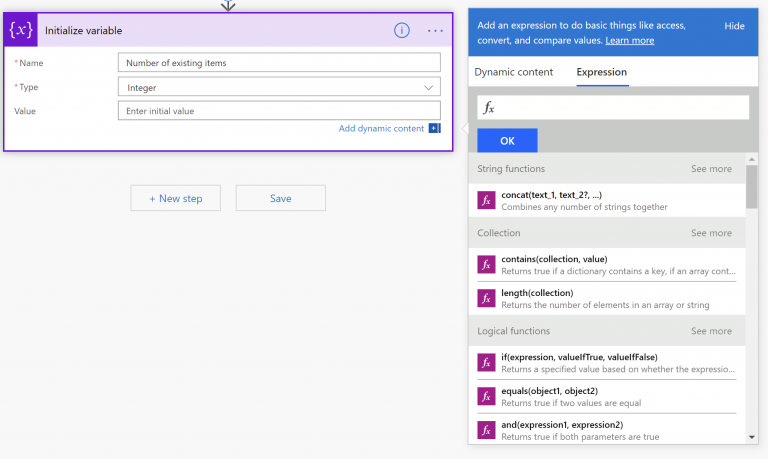 {x} Initialize variable
* Name Number of existing items
* Type Integer
Value Enter initial value
Add dynamic content
+ New step Save
Add an expression to do basic things like access, Hide
convert, and compare values. Learn more
Dynamic content Expression
fx
OK
String functions See more
fx concat(text_1, text_2?, ...)
Combines any number of strings together
Collection See more
fx contains(collection, value)
Returns true if a dictionary contains a key, if an array cont...
fx length(collection)
Returns the number of elements in an array or string
Logical functions See more
fx if(expression, valueIfTrue, valueIfFalse)
Returns a specified value based on whether the expressio...
fx equals(object1, object2)
Returns true if two values are equal
fx and(expression1, expression2)
Returns true if both parameters are true